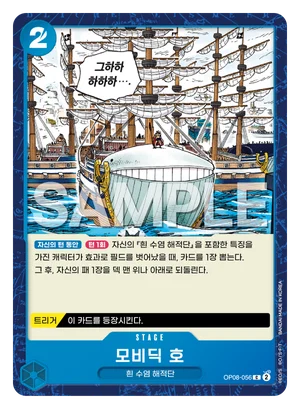 2
그하하
하하하….
SAMPLE
자신의 턴 동안 턴 1회 자신의 『흰 수염 해적단』을 포함한 특징을
가진 캐릭터가 효과로 필드를 벗어났을 때, 카드를 1장 뽑는다.
그 후, 자신의 패 1장을 덱 맨 위나 아래로 되돌린다.
트리거 이 카드를 등장시킨다.
STAGE
모비딕 호
흰 수염 해적단
OP08-056 C 2
BANDAI·MADE IN KOREA